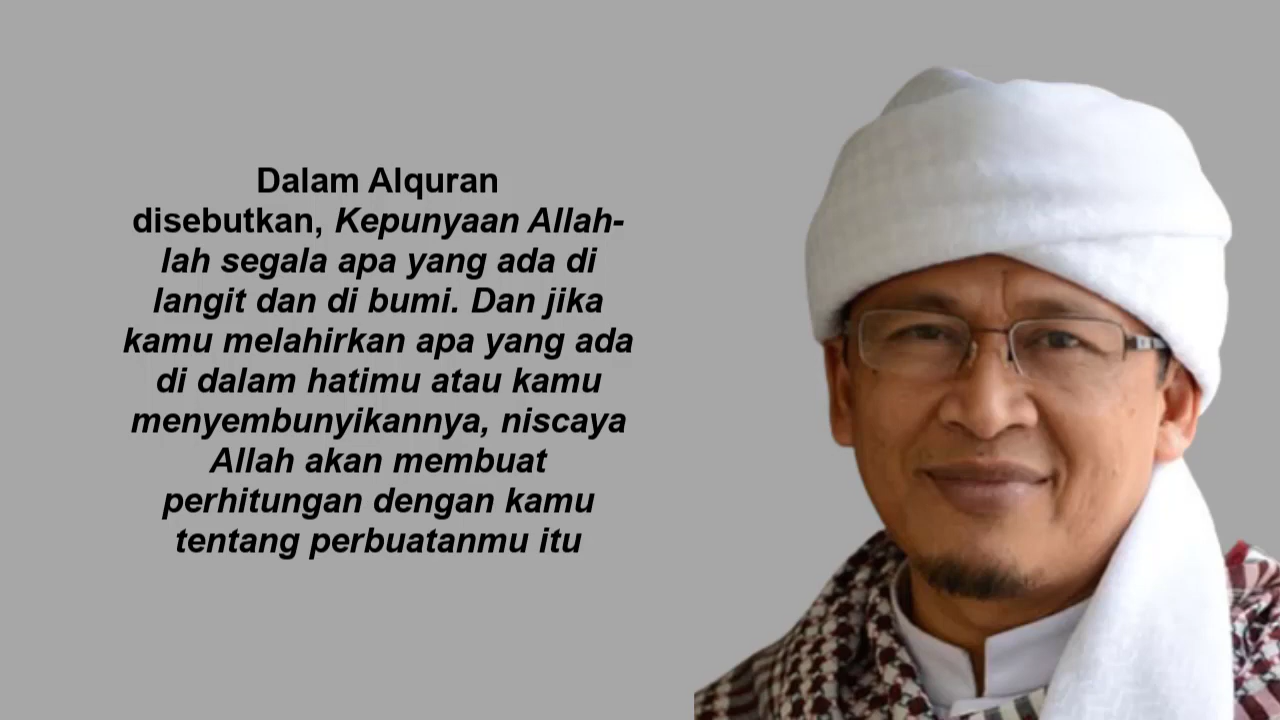 Dalam Alquran
disebutkan, Kepunyaan Allah-
lah segala apa yang ada di
langit dan di bumi. Dan jika
kamu melahirkan apa yang ada
di dalam hatimu atau kamu
menyembunyikannya, niscaya
Allah akan membuat
perhitungan dengan kamu
tentang perbuatanmu itu